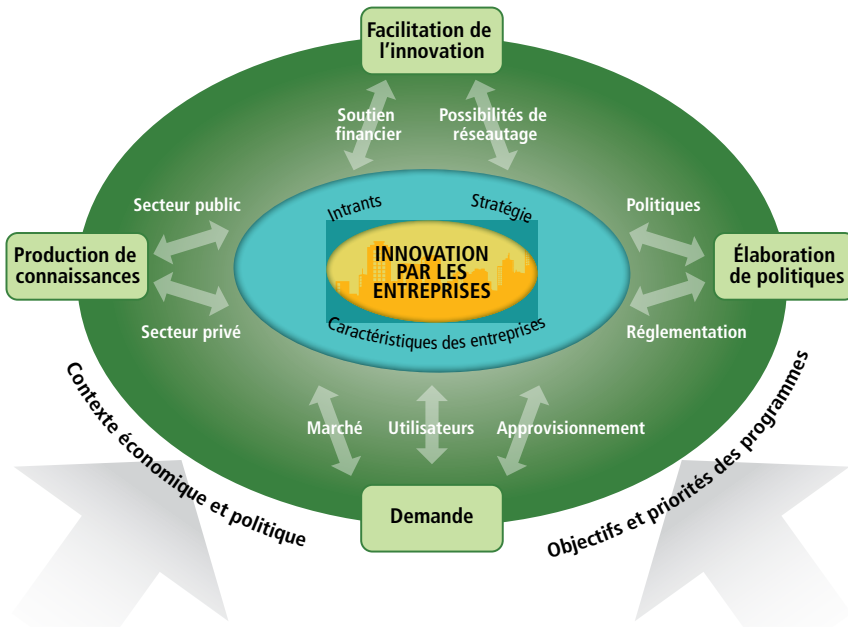 Facilitation de
l’innovation
Soutien
financier
Possibilités de
réseautage
Secteur public
Intrants
Stratégie
Politiques
Production de
connaissances
INNOVATION
PAR LES
ENTREPRISES
Élaboration
de politiques
Secteur privé
Caractéristiques des entreprises
Réglementation
Marché
Utilisateurs
Approvisionnement
Contexte économique et politique
Demande
Objectifs et priorités des programmes